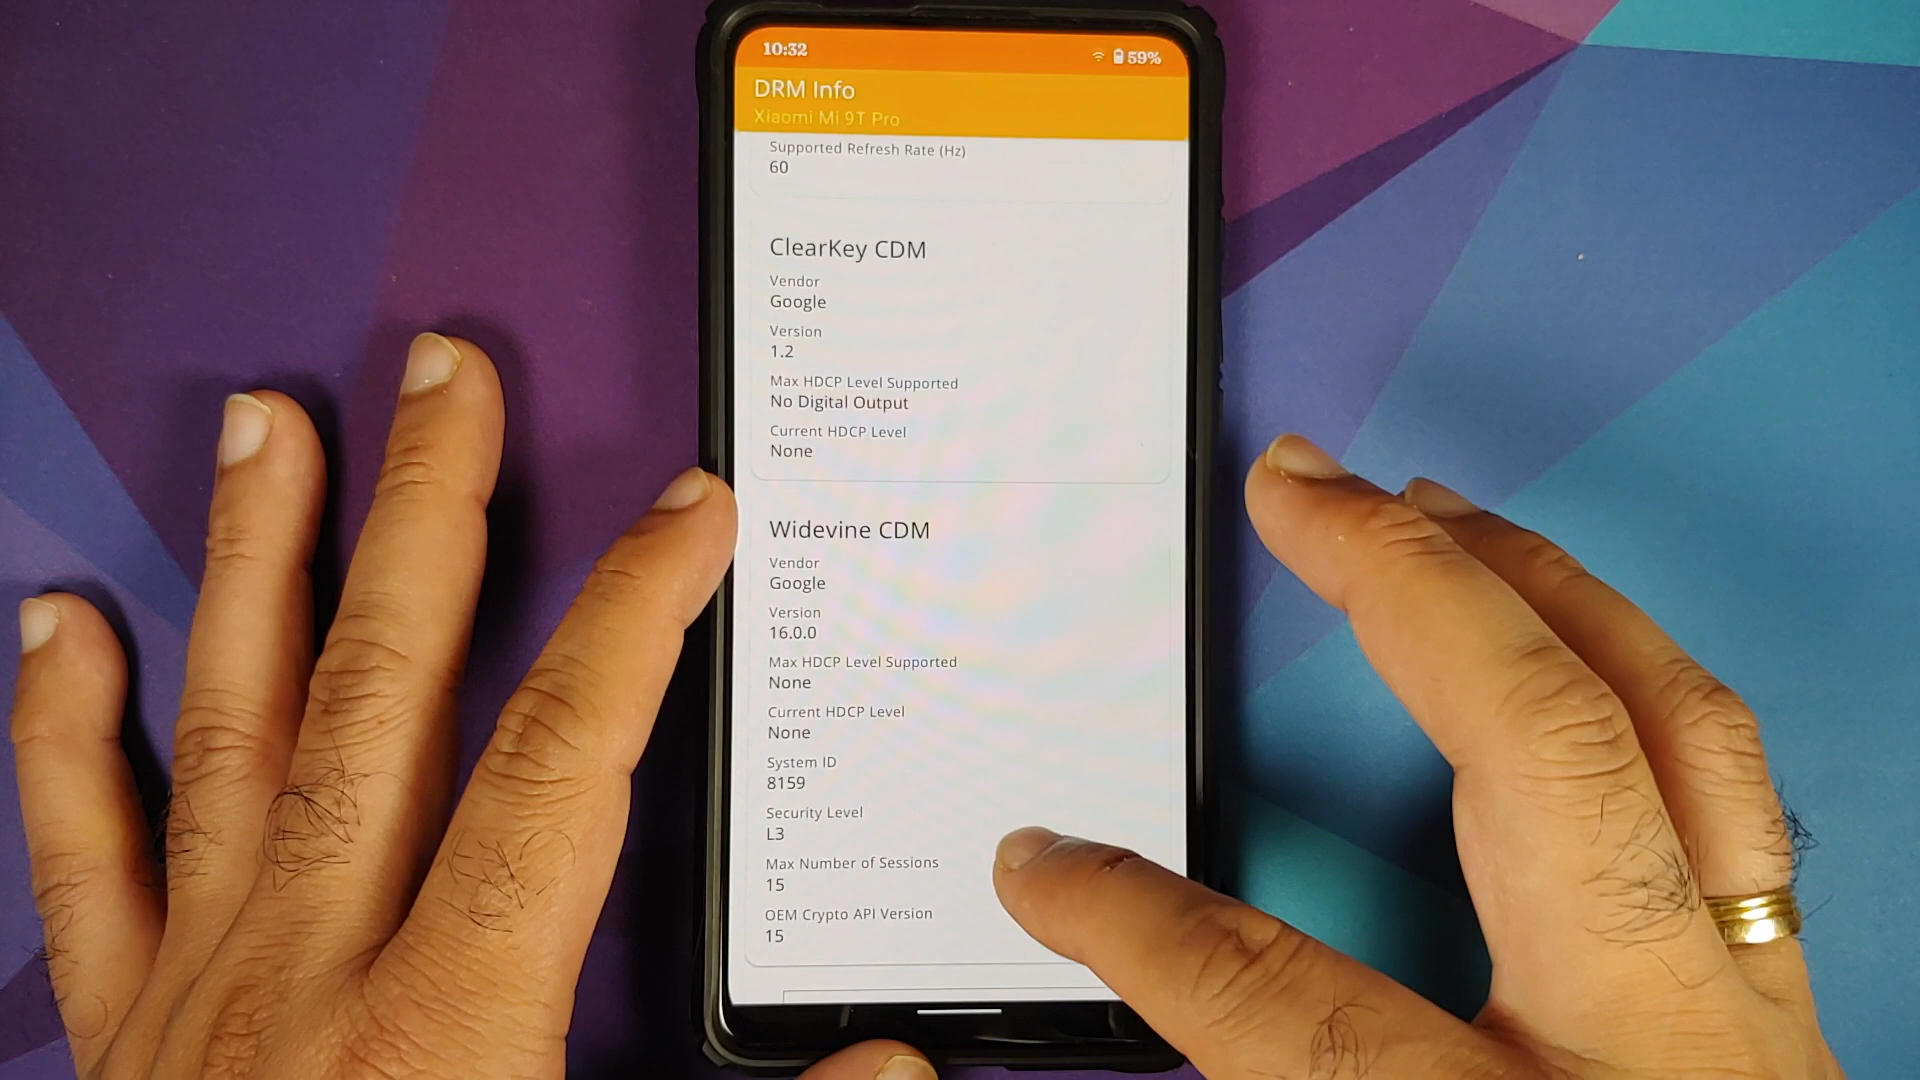 10:32
59%
DRM Info
Xiaomi Mi 9T Pro
Supported Refresh Rate (Hz)
60
ClearKey CDM
Vendor
Google
Version
1.2
Max HDCP Level Supported
No Digital Output
Current HDCP Level
None
Widevine CDM
Vendor
Google
Version
16.0.0
Max HDCP Level Supported
None
Current HDCP Level
None
System ID
8159
Security Level
L3
Max Number of Sessions
15
OEM Crypto API Version
15